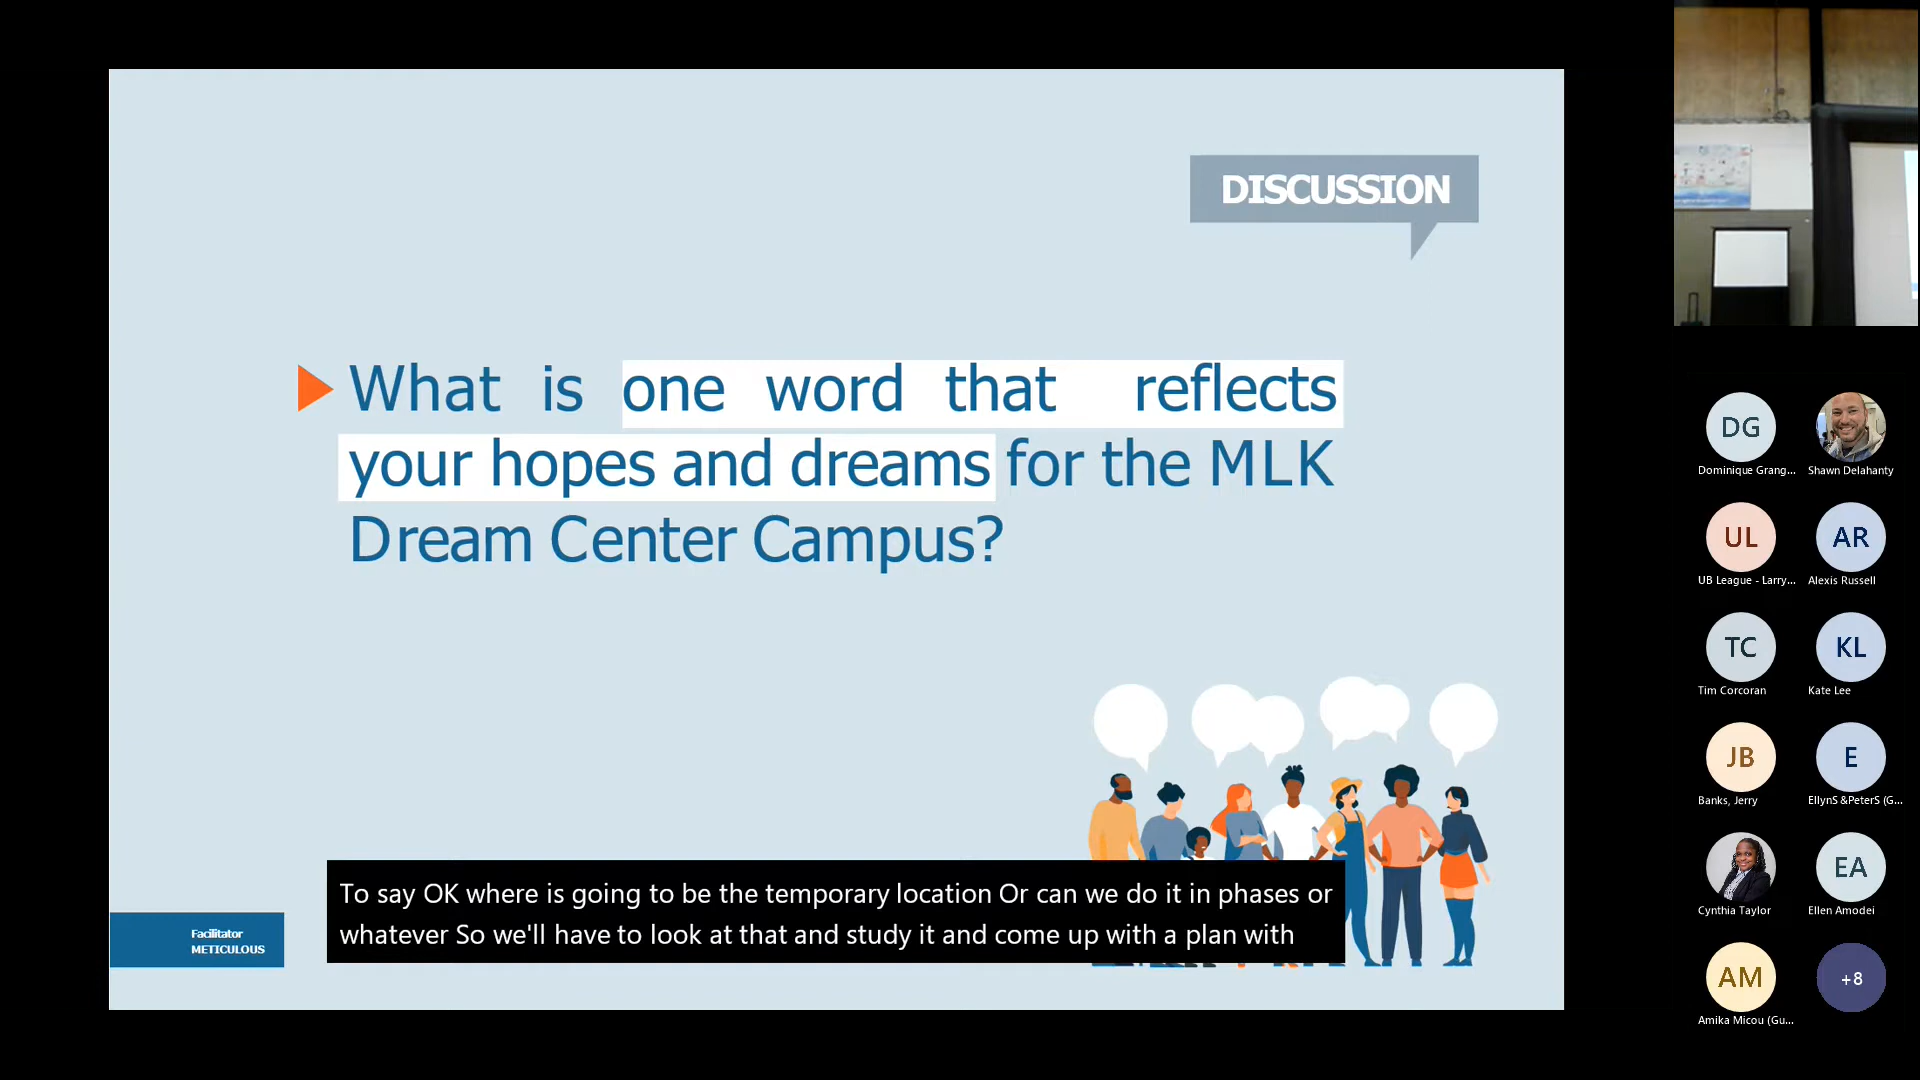 DISCUSSION
What is one word that reflects
your hopes and dreams for the MLK
Dream Center Campus?
Facilitator
METICULOUS
To say OK where is going to be the temporary location Or can we do it in phases or
whatever So we'll have to look at that and study it and come up with a plan with
DG
Dominique Grang...
Shawn Delahanty
UL
UB League - Larry...
AR
Alexis Russell
TC
Tim Corcoran
KL
Kate Lee
JB
Banks, Jerry
E
EllynS &PeterS (G...
Cynthia Taylor
EA
Ellen Amodei
AM
Amika Micou (Gu...
+8